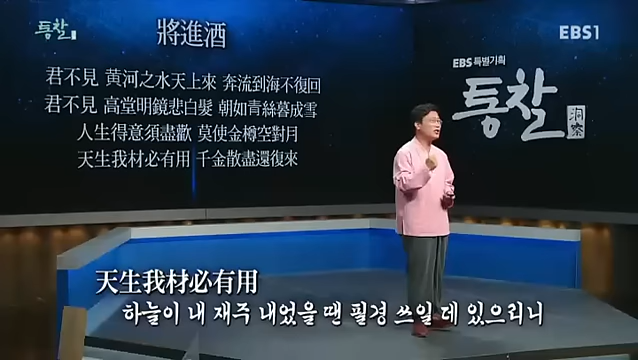 통찰
將進酒
EBS1
君不見 黃河之水天上來 奔流到海不復回
君不見 高堂明鏡悲白髮 朝如青絲暮成雪
人生得意須盡歡 莫使金樽空對月
天生我材必有用 千金散盡還復來
EBS 특별기획
통찰
洞察
天生我材必有用
하늘이 내 재주 내었을 땐 필경 쓰일 데 있으리니